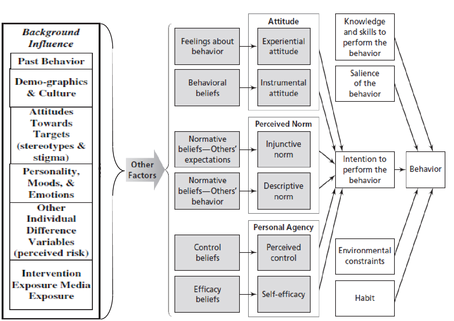 Background
Influence
Past Behavior
Demo-graphics
& Culture
Attitudes
Towards
Targets
(stereotypes &
stigma)
Personality,
Moods, &
Emotions
Other
Individual
Difference
Variables
(perceived risk)
Intervention
Exposure Media
Exposure
Other
Factors
Feelings about
behavior
Behavioral
beliefs
Normative
beliefs—Others'
expectations
Normative
beliefs—Others'
behavior
Control
beliefs
Efficacy
beliefs
Attitude
Experiential
attitude
Instrumental
attitude
Perceived Norm
Injunctive
norm
Descriptive
norm
Personal Agency
Perceived
control
Self-efficacy
Knowledge
and skills to
perform the
behavior
Salience
of the
behavior
Intention to
perform the
behavior
Environmental
constraints
Habit
Behavior